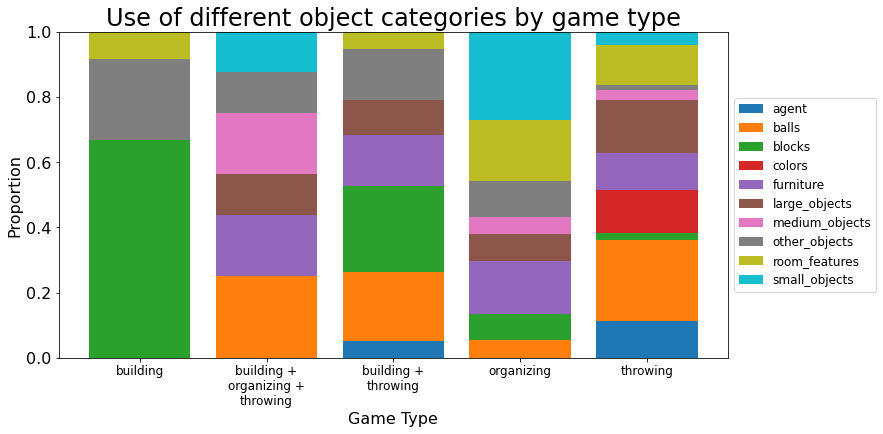 Use of different object categories by game type
1.0
0.8
0.6
0.4
0.2
0.0
Proportion
building
building +
organizing +
throwing
building +
throwing
organizing
throwing
Game Type
agent
balls
blocks
colors
furniture
large_objects
medium_objects
other_objects
room_features
small_objects